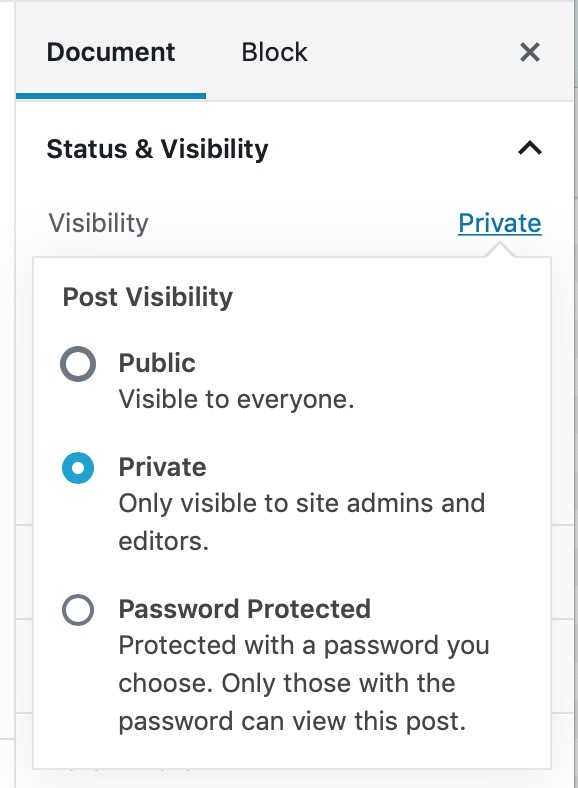 Document Block
Status & Visibility
Visibility Private
Post Visibility
Public
Visible to everyone.
Private
Only visible to site admins and
editors.
Password Protected
Protected with a password you
choose. Only those with the
password can view this post.